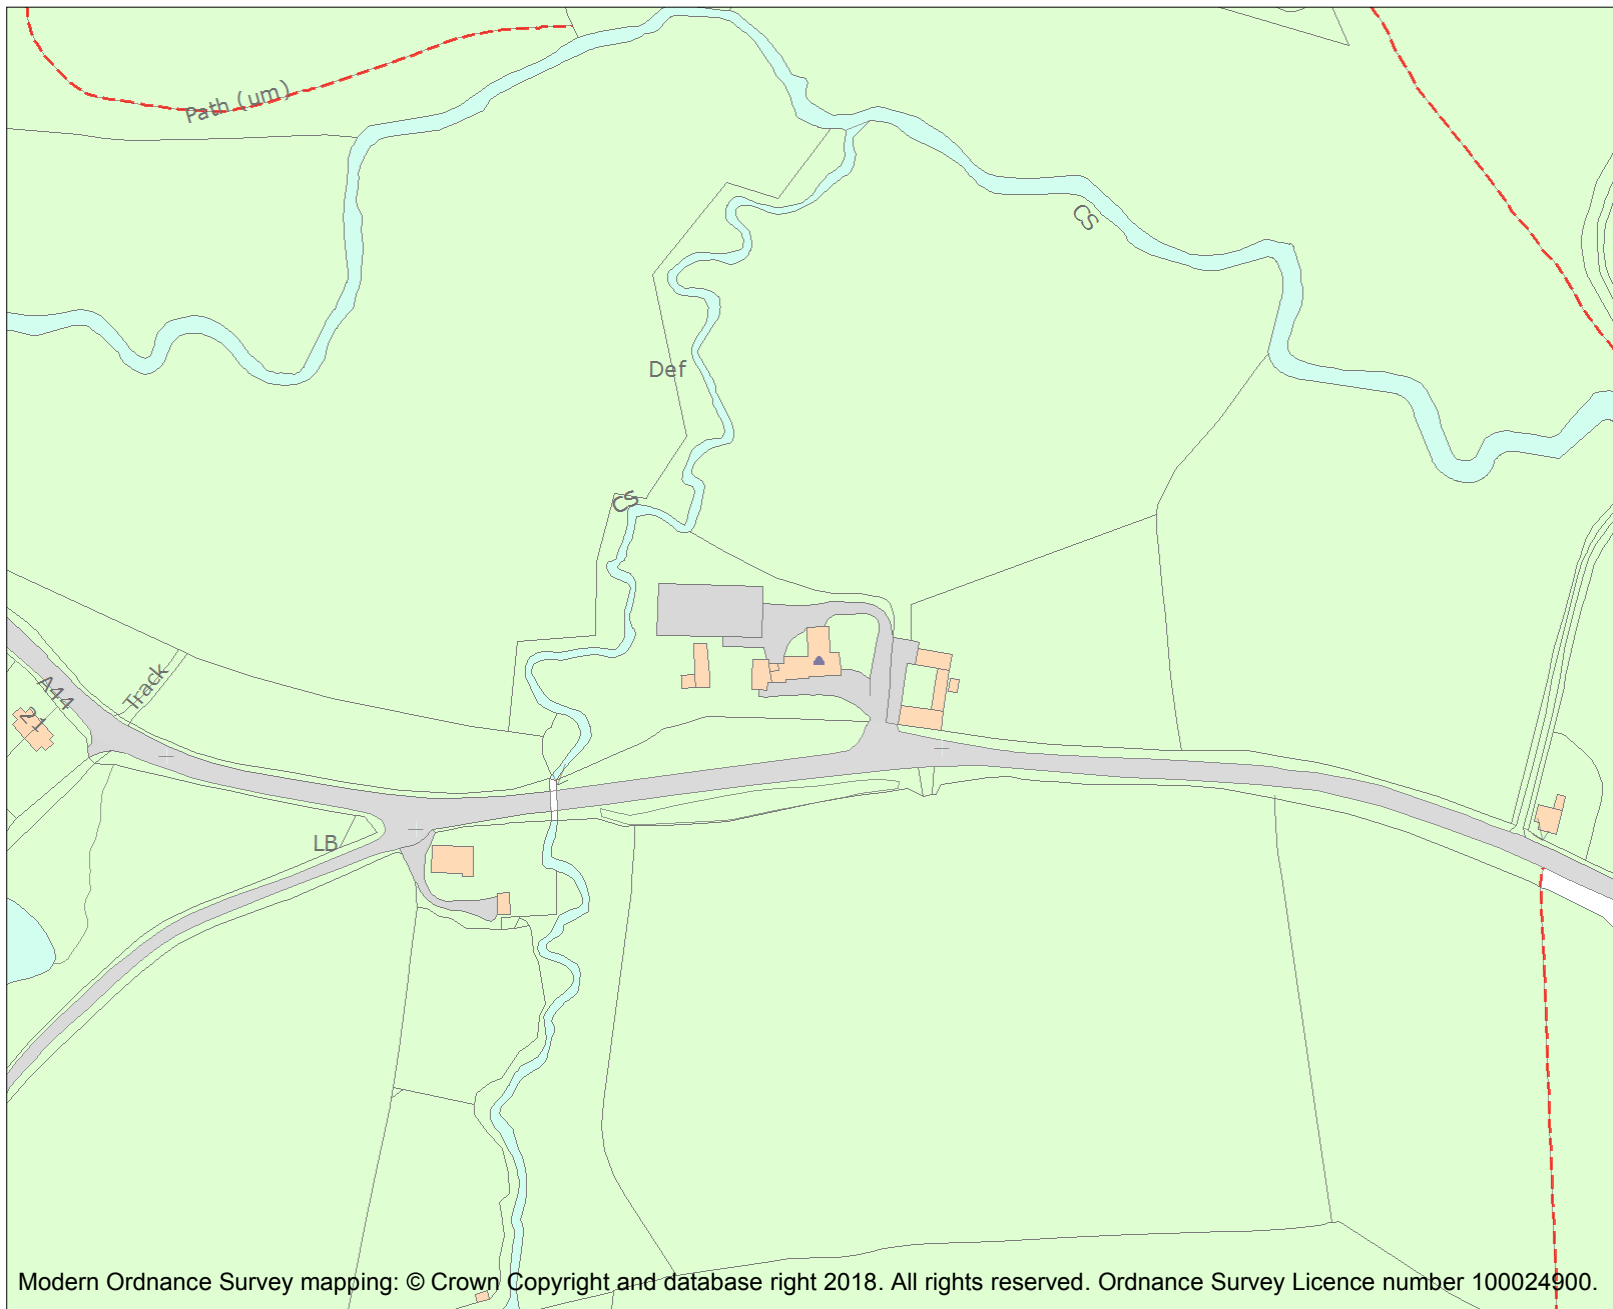 Path (um)
CS
Def
CS
Track
A44
21
LB
Modern Ordnance Survey mapping: © Crown Copyright and database right 2018. All rights reserved. Ordnance Survey Licence number 100024900.